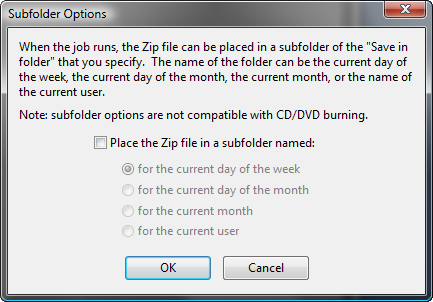 Subfolder Options
When the job runs, the Zip file can be placed in a subfolder of the "Save in
folder" that you specify.  The name of the folder can be the current day of
the week, the current day of the month, the current month, or the name of
the current user.
Note: subfolder options are not compatible with CD/DVD burning.
Place the Zip file in a subfolder named:
for the current day of the week
for the current day of the month
for the current month
for the current user
OK
Cancel